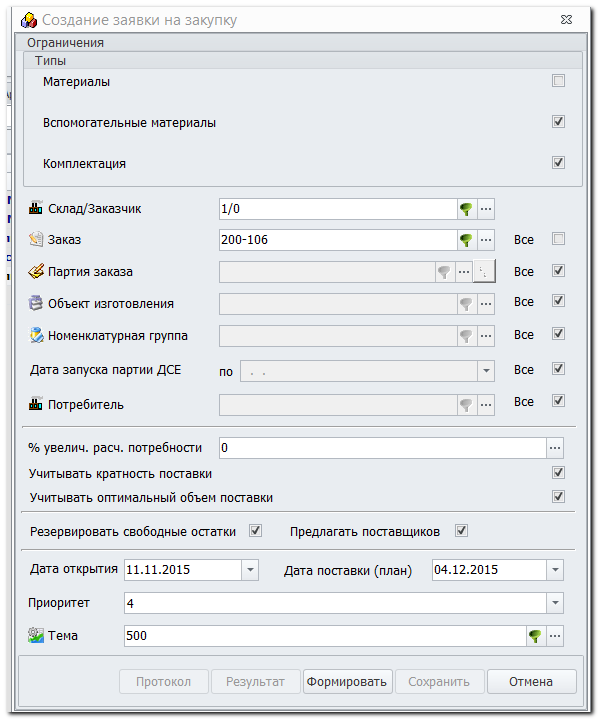 Создание заявки на закупку
Ограничения
Типы
Материалы
Вспомогательные материалы
Комплектация
Склад/Заказчик 1/0
Заказ 200-106 Все
Партия заказа Все
Объект изготовления Все
Номенклатурная группа Все
Дата запуска партии ДСЕ по . . Все
Потребитель Все
% увелич. расч. потребности 0
Учитывать кратность поставки
Учитывать оптимальный объем поставки
Резервировать свободные остатки Предлагать поставщиков
Дата открытия 11.11.2015 Дата поставки (план) 04.12.2015
Приоритет 4
Тема 500
Протокол Результат Формировать Сохранить Отмена